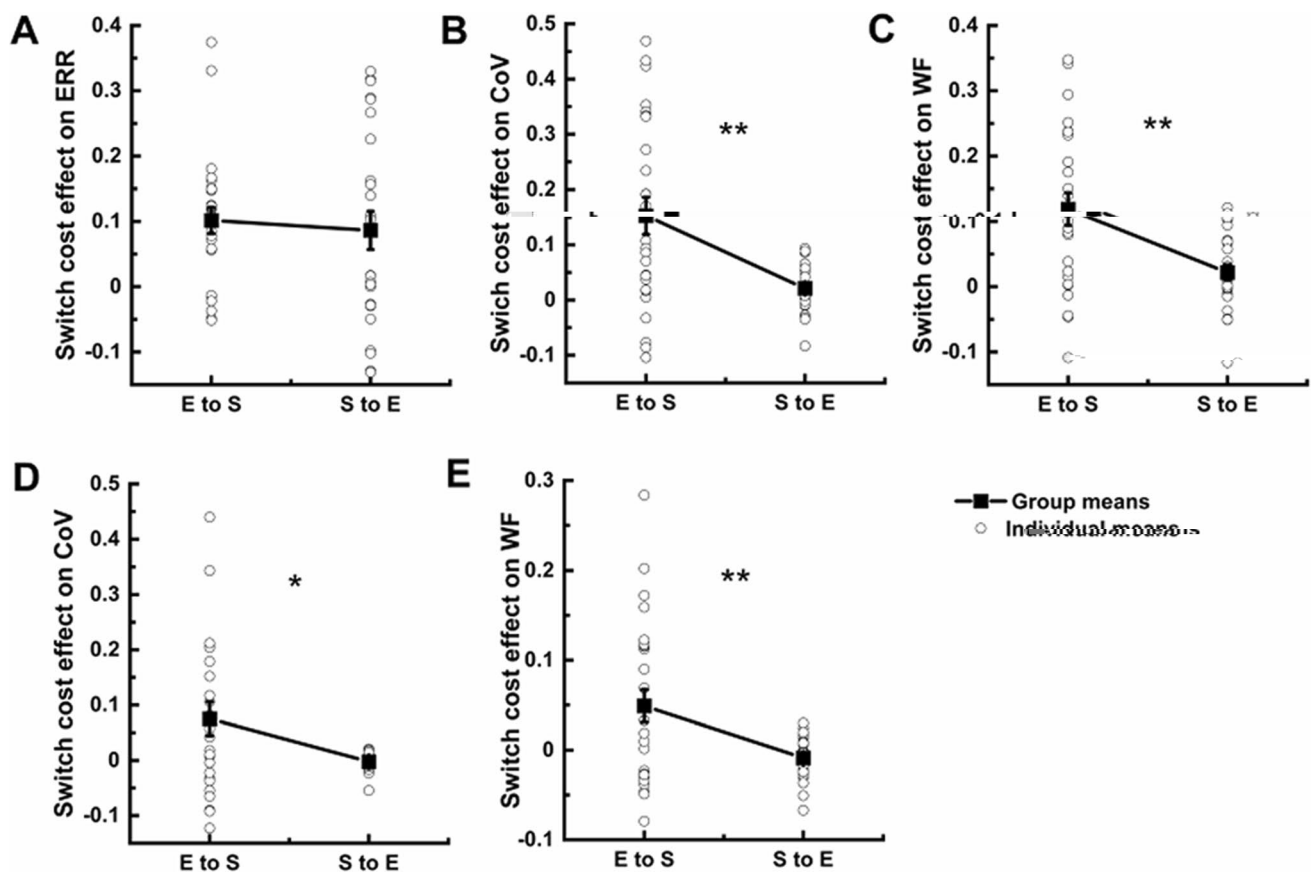 A
Switch cost effect on ERR
0.4
0.3
0.2
0.1
0
-0.1
E to S
S to E
B
Switch cost effect on CoV
0.5
0.4
0.3
0.2
0.1
0
-0.1
**
E to S
S to E
C
Switch cost effect on WF
0.4
0.3
0.2
0.1
0
-0.1
**
E to S
S to E
D
Switch cost effect on CoV
0.5
0.4
0.3
0.2
0.1
0
-0.1
*
E to S
S to E
E
Switch cost effect on WF
0.3
0.2
0.1
0
-0.1
**
E to S
S to E
Group means
Individual means